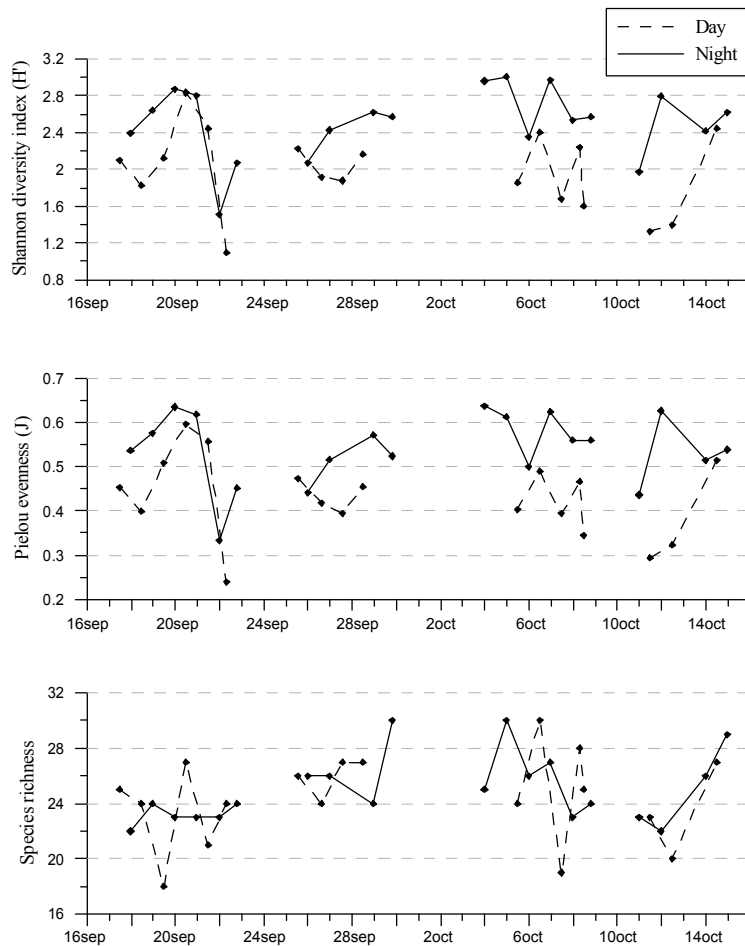 Day
Night
Shannon diversity index (H')
3.2
2.8
2.4
2
1.6
1.2
0.8
16sep 20sep 24sep 28sep 2oct 6oct 10oct 14oct
Pielou evenness (J)
0.7
0.6
0.5
0.4
0.3
0.2
16sep 20sep 24sep 28sep 2oct 6oct 10oct 14oct
Species richness
32
28
24
20
16
16sep 20sep 24sep 28sep 2oct 6oct 10oct 14oct